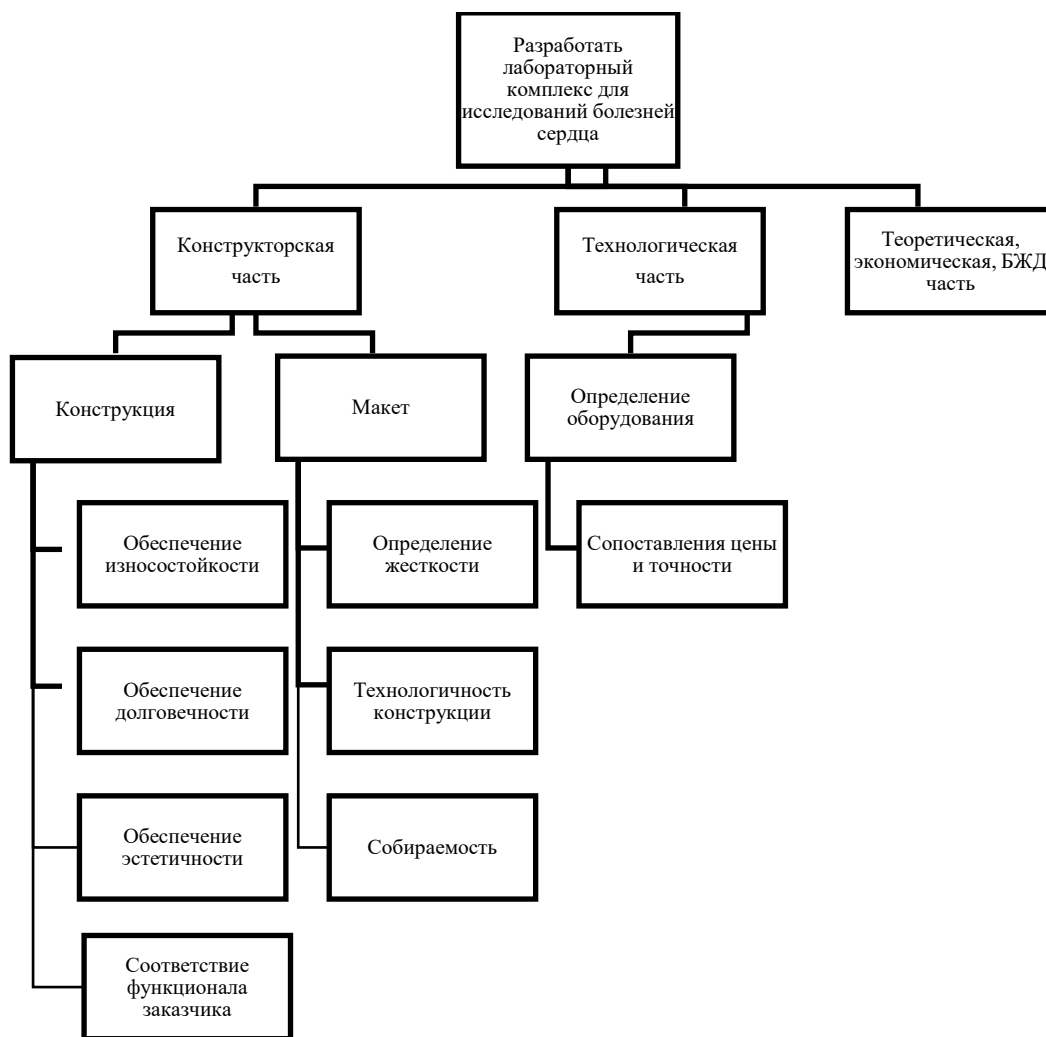 Разработать
лабораторный
комплекс для
исследований болезней
сердца
Конструкторская
часть
Технологическая
часть
Теоретическая,
экономическая, БЖД
часть
Конструкция
Макет
Определение
оборудования
Обеспечение
износостойкости
Определение
жесткости
Сопоставления цены
и точности
Обеспечение
долговечности
Технологичность
конструкции
Обеспечение
эстетичности
Собираемость
Соответствие
функционала
заказчика